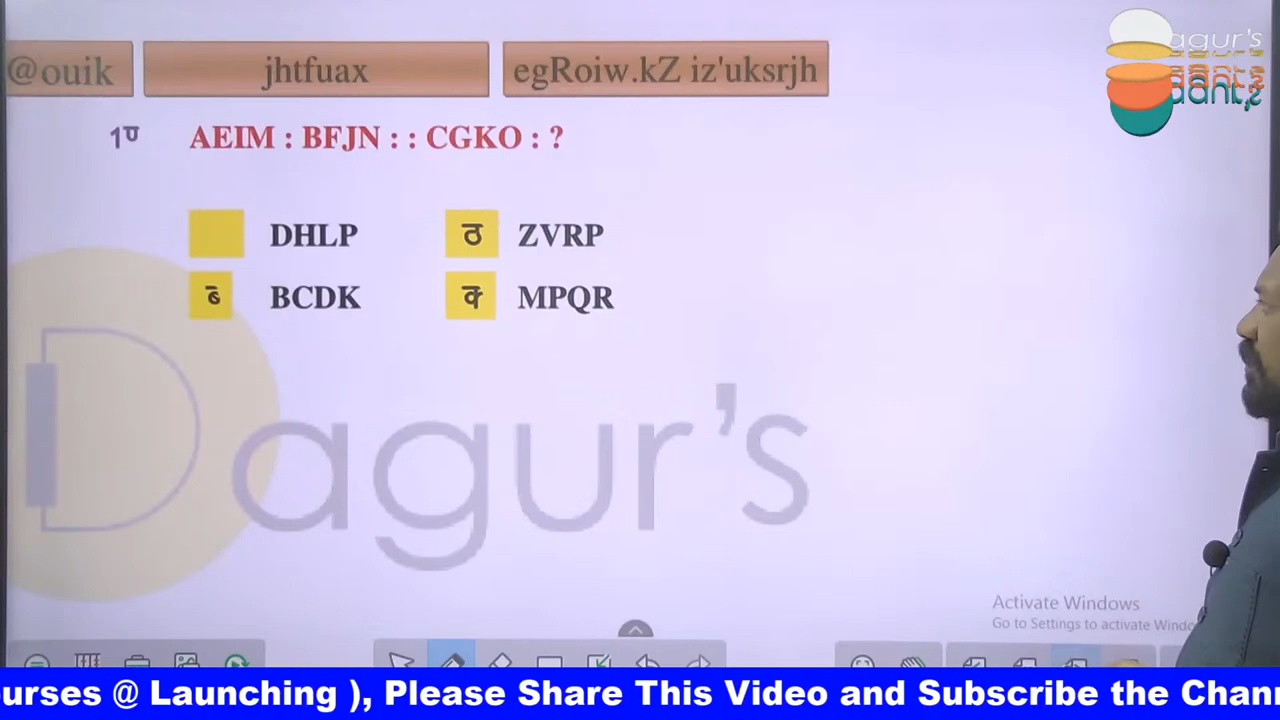 @ouik jhtfuax egRoiw.kZ iz'uksrjh
agur's
1प AEIM : BFJN : : CGKO : ?
DHLP ठ ZVRP
ब् BCDK क् MPQR
Dagur's
Activate Windows
Go to Settings to activate Windo
urses @ Launching ), Please Share This Video and Subscribe the Chann